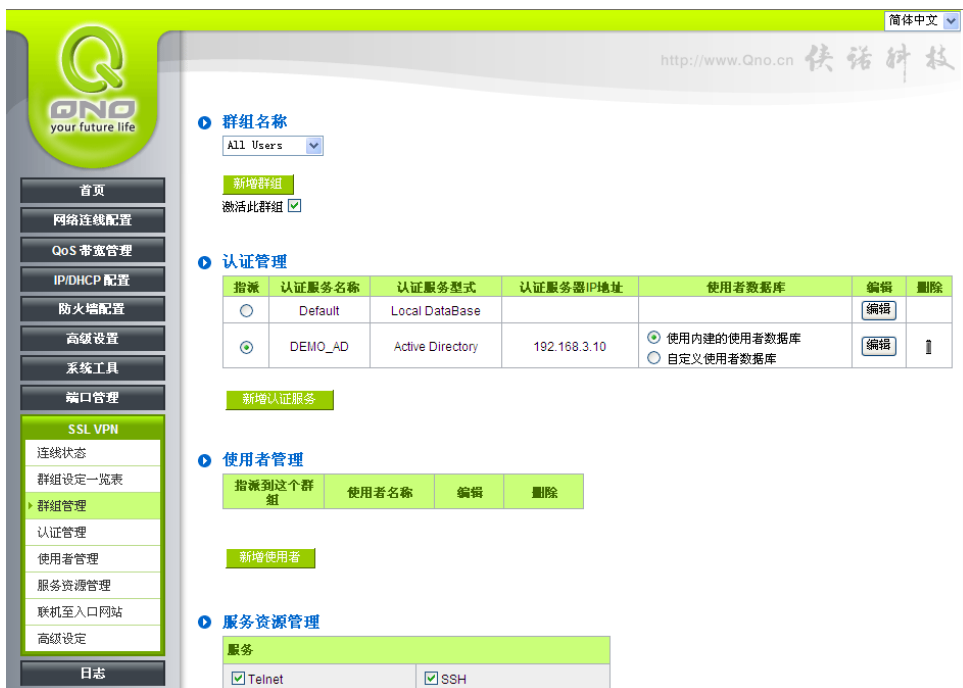 简体中文
http://www.Qno.cn 侠诺科技
QNO
your future life
首页
网络连线配置
QoS 带宽管理
IP/DHCP 配置
防火墙配置
高级设置
系统工具
端口管理
SSL VPN
连线状态
群组设定一览表
群组管理
认证管理
使用者管理
服务资源管理
联机至入口网站
高级设定
日志
群组名称
All Users
新增群组
激活此群组
认证管理
指派 认证服务名称 认证服务型式 认证服务器IP地址 使用者数据库 编辑 删除
Default Local DataBase 编辑
DEMO_AD Active Directory 192.168.3.10 使用内建的使用者数据库 编辑
自定义使用者数据库
新增认证服务
使用者管理
指派到这个群组 使用者名称 编辑 删除
新增使用者
服务资源管理
服务
Telnet SSH